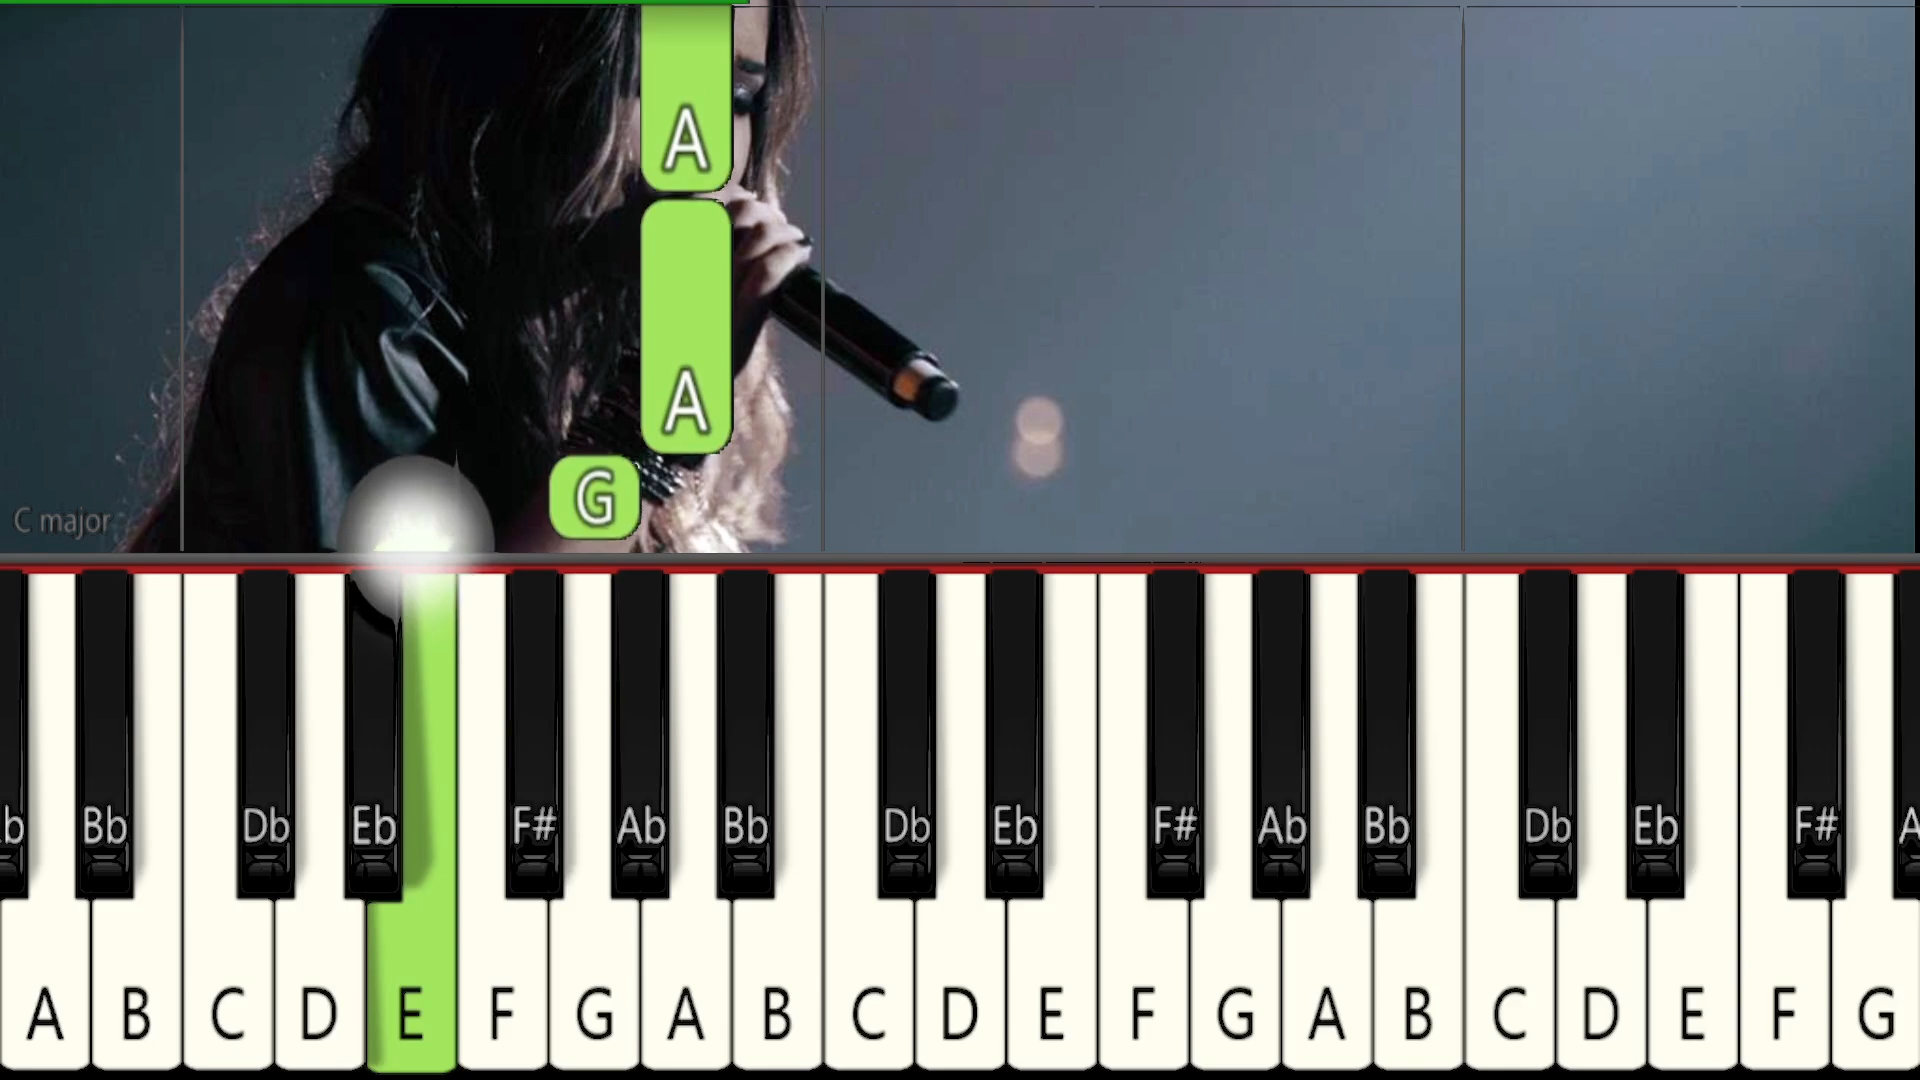 A
A
G
C major
b Bb Db Eb F# Ab Bb Db Eb F# Ab Bb Db Eb F# A
A B C D E F G A B C D E F G A B C D E F G